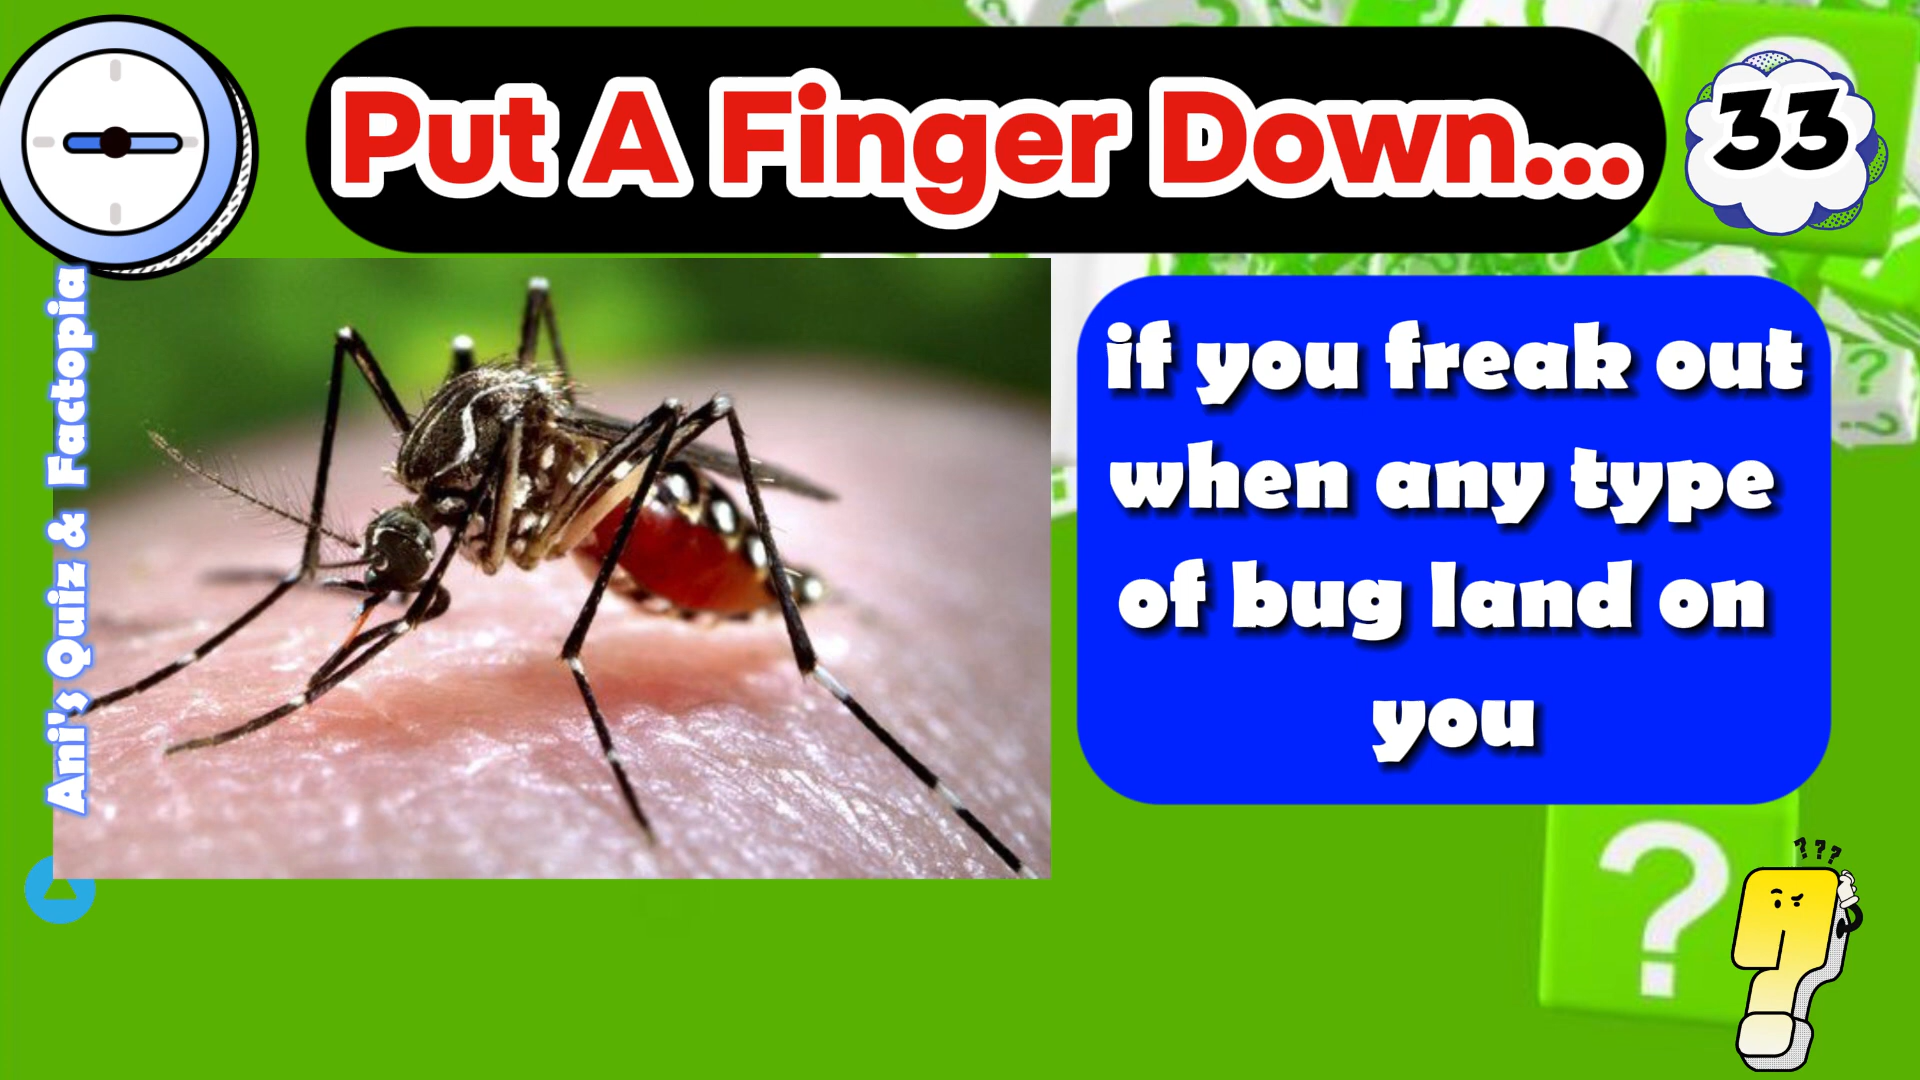 Put A Finger Down...
33
if you freak out
when any type
of bug land on
you
Ani's Quiz & Factopia
?
???